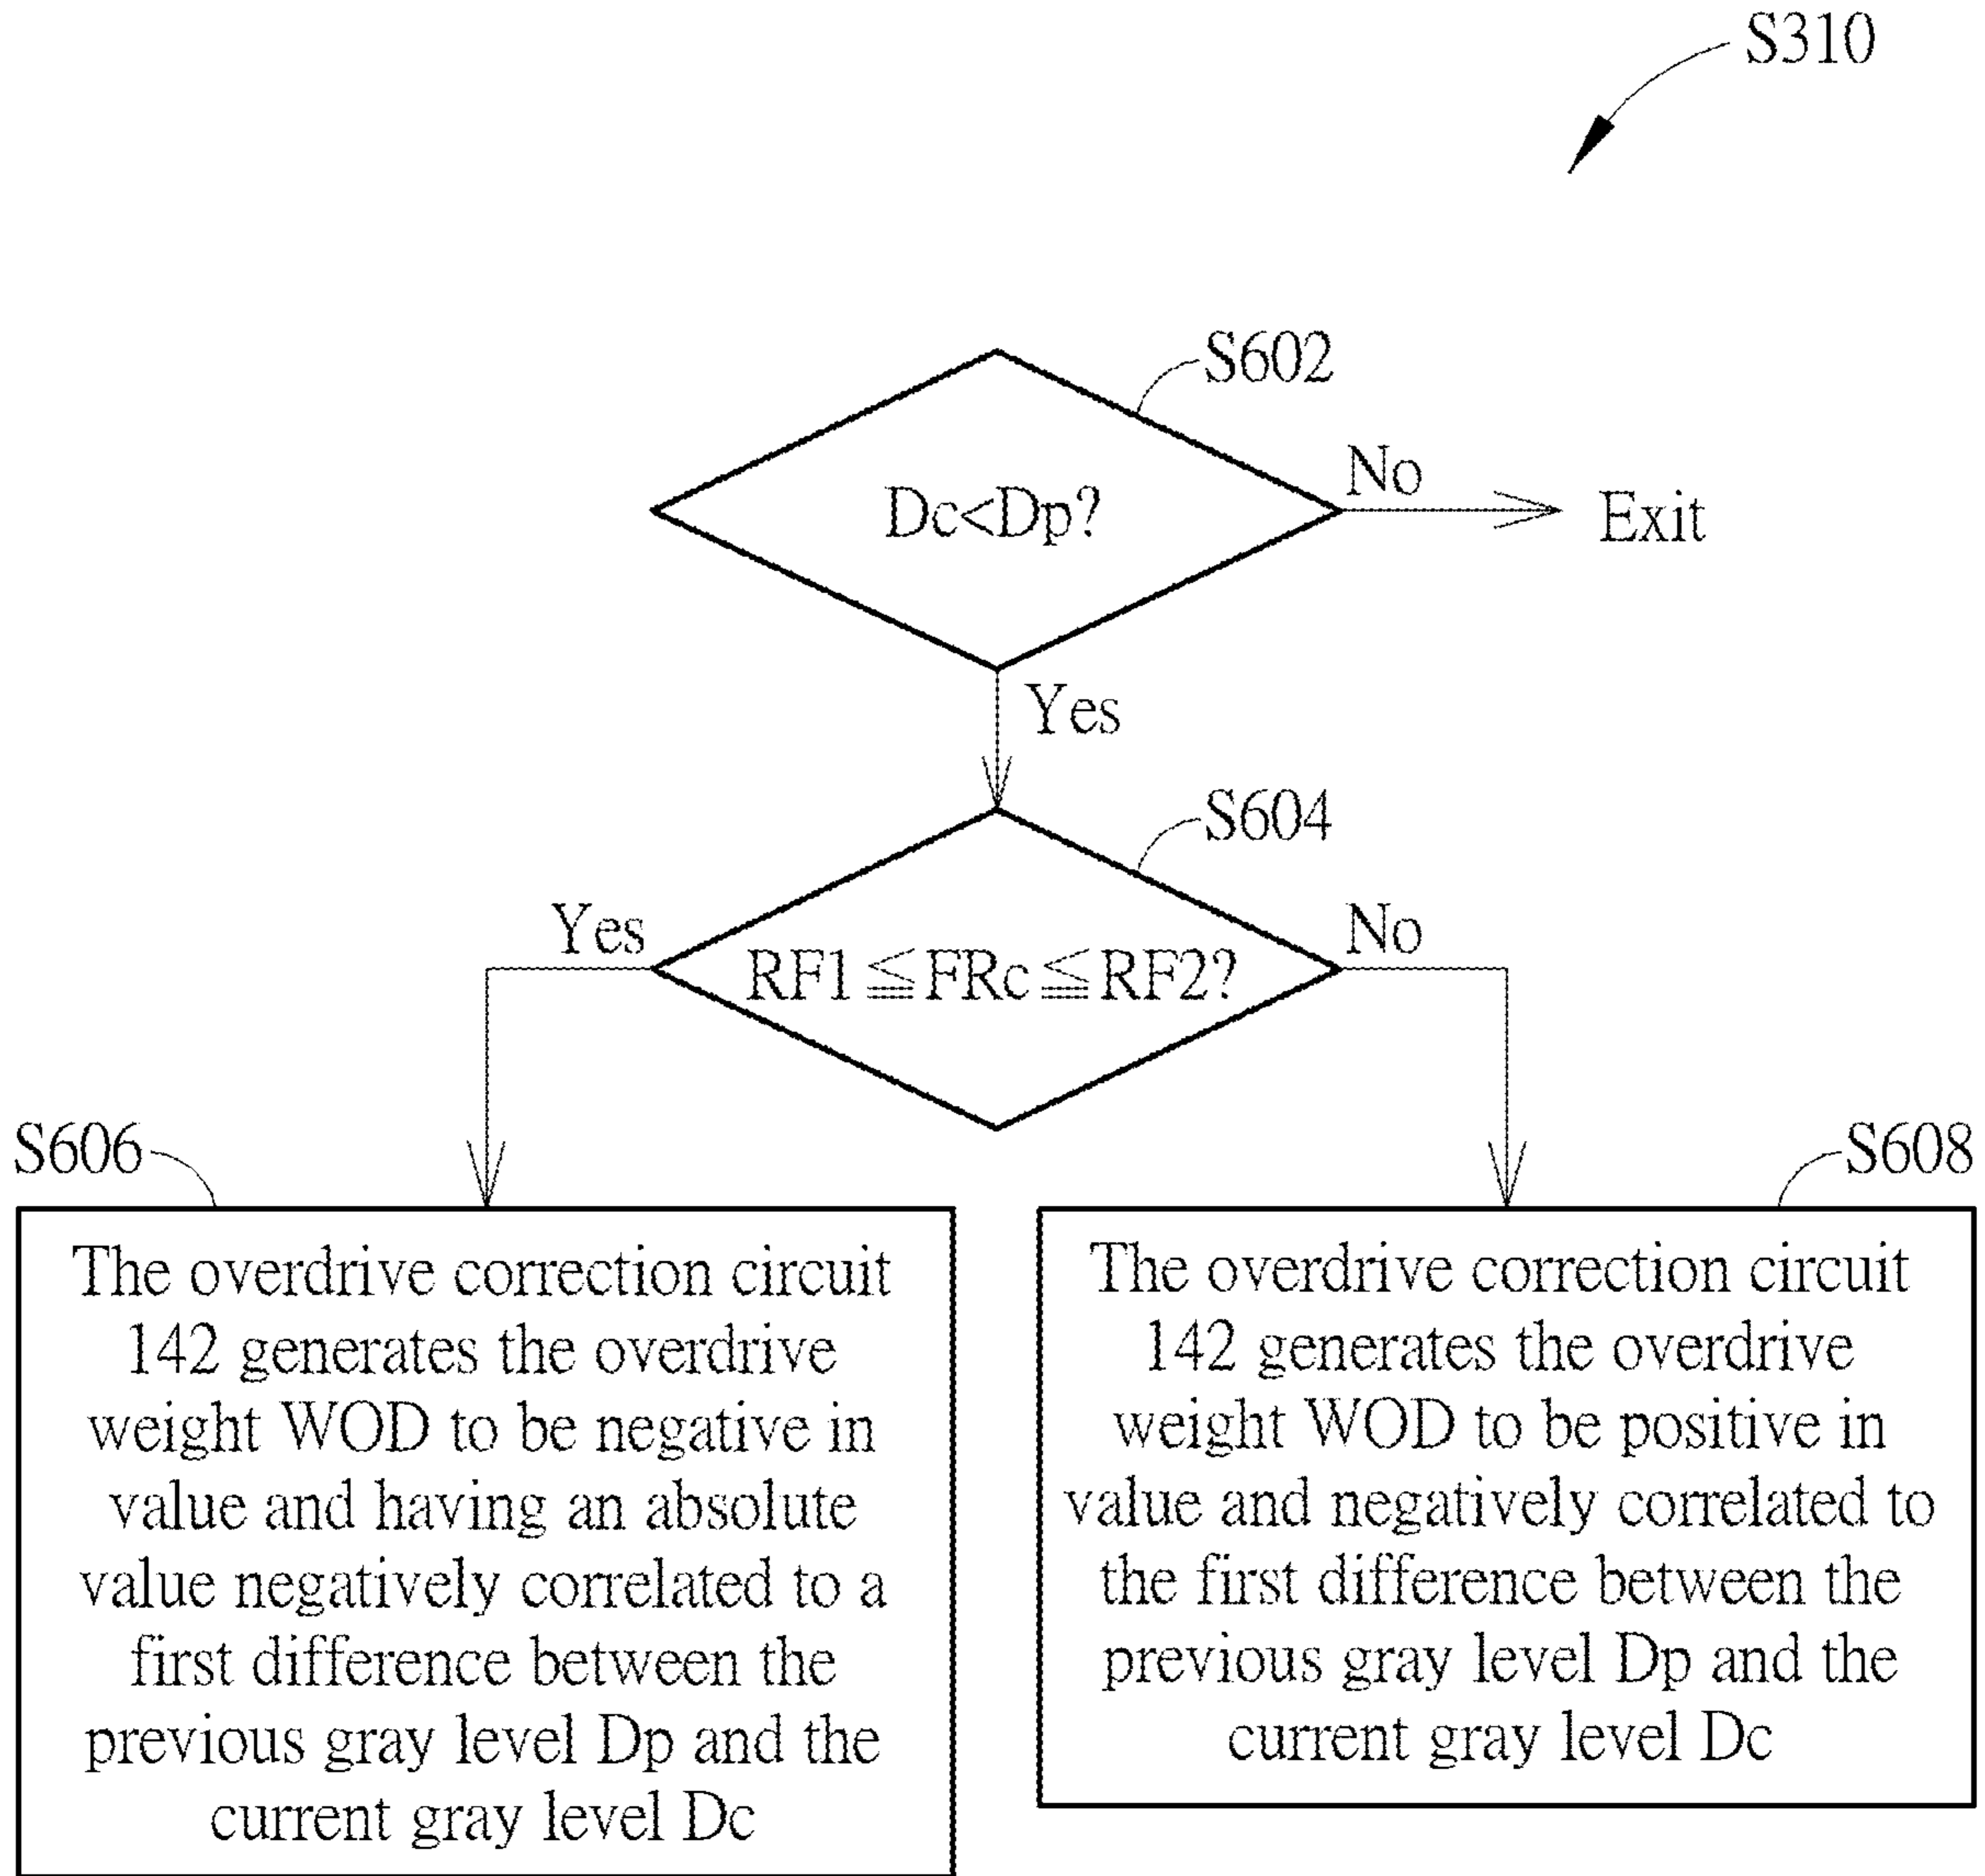 S310
S602
Dc<Dp?
No
Exit
Yes
S604
Yes
RF1≦FRc≦RF2?
No
S606
The overdrive correction circuit
142 generates the overdrive
weight WOD to be negative in
value and having an absolute
value negatively correlated to a
first difference between the
previous gray level Dp and the
current gray level Dc
S608
The overdrive correction circuit
142 generates the overdrive
weight WOD to be positive in
value and negatively correlated to
the first difference between the
previous gray level Dp and the
current gray level Dc